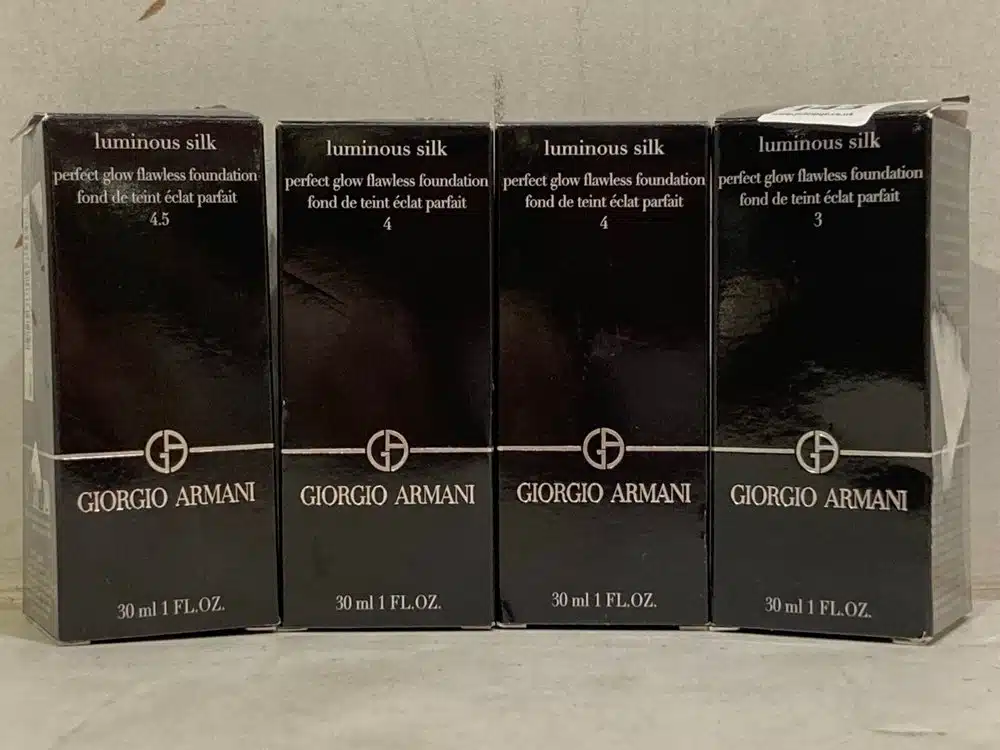 luminous silk
perfect glow flawless foundation
fond de teint éclat parfait
4.5
GIORGIO ARMANI
30 ml 1 FL.OZ.
luminous silk
perfect glow flawless foundation
fond de teint éclat parfait
4
GIORGIO ARMANI
30 ml 1 FL.OZ.
luminous silk
perfect glow flawless foundation
fond de teint éclat parfait
4
GIORGIO ARMANI
30 ml 1 FL.OZ.
luminous silk
perfect glow flawless foundation
fond de teint éclat parfait
3
GIORGIO ARMANI
30 ml 1 FL.OZ.